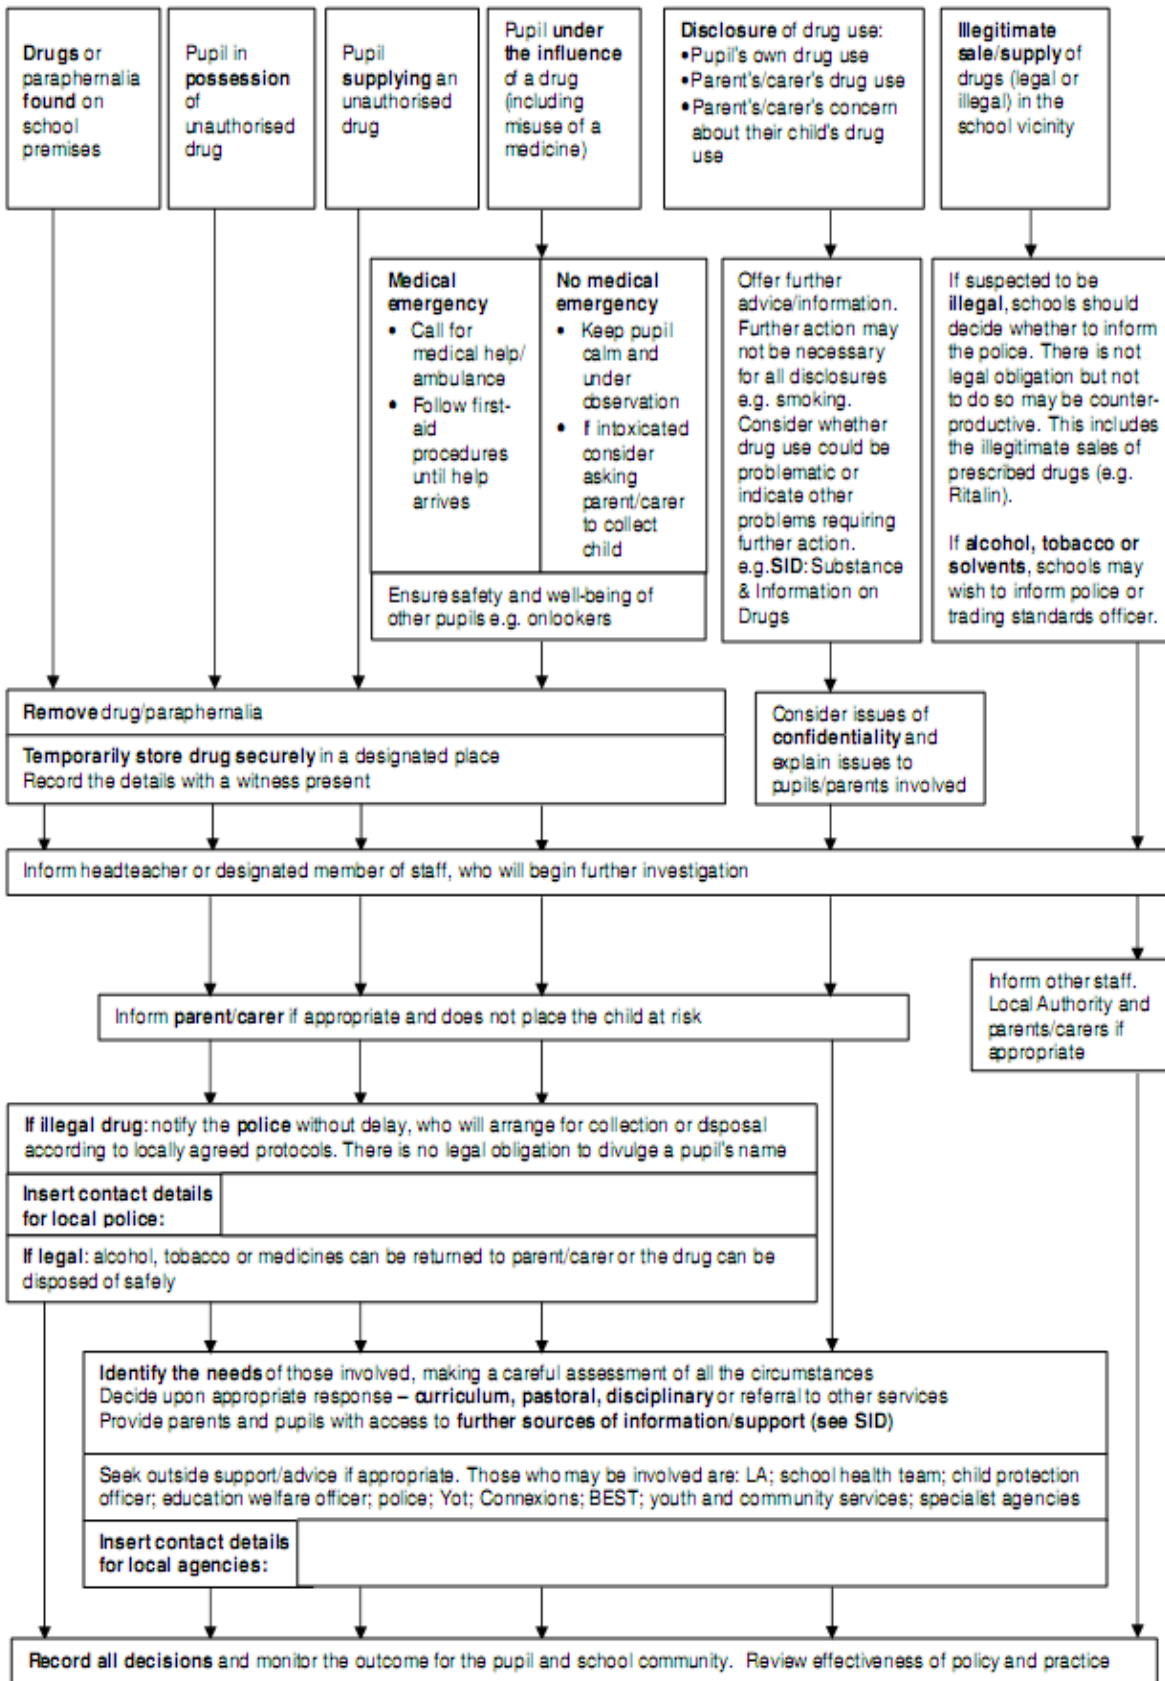 Drugs or
paraphernalia
found on
school
premises
Pupil in
possession
of
unauthorised
drug
Pupil
supplying an
unauthorised
drug
Pupil under
the influence
of a drug
(including
misuse of a
medicine)
Disclosure of drug use:
•Pupil's own drug use
•Parent's/carer's drug use
•Parent's/carer's concern
about their child's drug
use
Illegitimate
sale/supply of
drugs (legal or
illegal) in the
school vicinity
Medical
emergency
• Call for
medical help/
ambulance
• Follow first-
aid
procedures
until help
arrives
No medical
emergency
• Keep pupil
calm and
under
observation
• If intoxicated
consider
asking
parent/carer
to collect
child
Ensure safety and well-being of
other pupils e.g. onlookers
Offer further
advice/information.
Further action may
not be necessary
for all disclosures
e.g. smoking.
Consider whether
drug use could be
problematic or
indicate other
problems requiring
further action.
e.g.SID: Substance
& Information on
Drugs
If suspected to be
illegal, schools should
decide whether to inform
the police. There is not
legal obligation but not
to do so may be counter-
productive. This includes
the illegitimate sales of
prescribed drugs (e.g.
Ritalin).
If alcohol, tobacco or
solvents, schools may
wish to inform police or
trading standards officer.
Remove drug/paraphernalia
Temporarily store drug securely in a designated place
Record the details with a witness present
Consider issues of
confidentiality and
explain issues to
pupils/parents involved
Inform headteacher or designated member of staff, who will begin further investigation
Inform parent/carer if appropriate and does not place the child at risk
Inform other staff.
Local Authority and
parents/carers if
appropriate
If illegal drug: notify the police without delay, who will arrange for collection or disposal
according to locally agreed protocols. There is no legal obligation to divulge a pupil's name
Insert contact details
for local police:
If legal: alcohol, tobacco or medicines can be returned to parent/carer or the drug can be
disposed of safely
Identify the needs of those involved, making a careful assessment of all the circumstances
Decide upon appropriate response – curriculum, pastoral, disciplinary or referral to other services
Provide parents and pupils with access to further sources of information/support (see SID)
Seek outside support/advice if appropriate. Those who may be involved are: LA; school health team; child protection
officer; education welfare officer; police; Yot; Connexions; BEST; youth and community services; specialist agencies
Insert contact details
for local agencies:
Record all decisions and monitor the outcome for the pupil and school community. Review effectiveness of policy and practice